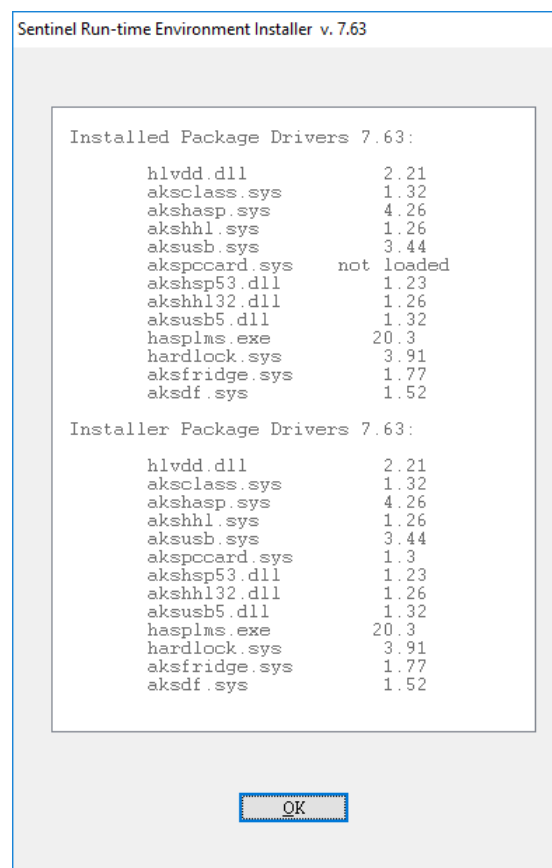 Sentinel Run-time Environment Installer v. 7.63
Installed Package Drivers 7.63:
hlvdd.dll 2.21
aksclass.sys 1.32
akshasp.sys 4.26
akshhl.sys 1.26
aksusb.sys 3.44
akspccard.sys not loaded
akshsp53.dll 1.23
akshhl32.dll 1.26
aksusb5.dll 1.32
hasplms.exe 20.3
hardlock.sys 3.91
aksfridge.sys 1.77
aksdf.sys 1.52
Installer Package Drivers 7.63:
hlvdd.dll 2.21
aksclass.sys 1.32
akshasp.sys 4.26
akshhl.sys 1.26
aksusb.sys 3.44
akspccard.sys 1.3
akshsp53.dll 1.23
akshhl32.dll 1.26
aksusb5.dll 1.32
hasplms.exe 20.3
hardlock.sys 3.91
aksfridge.sys 1.77
aksdf.sys 1.52
OK